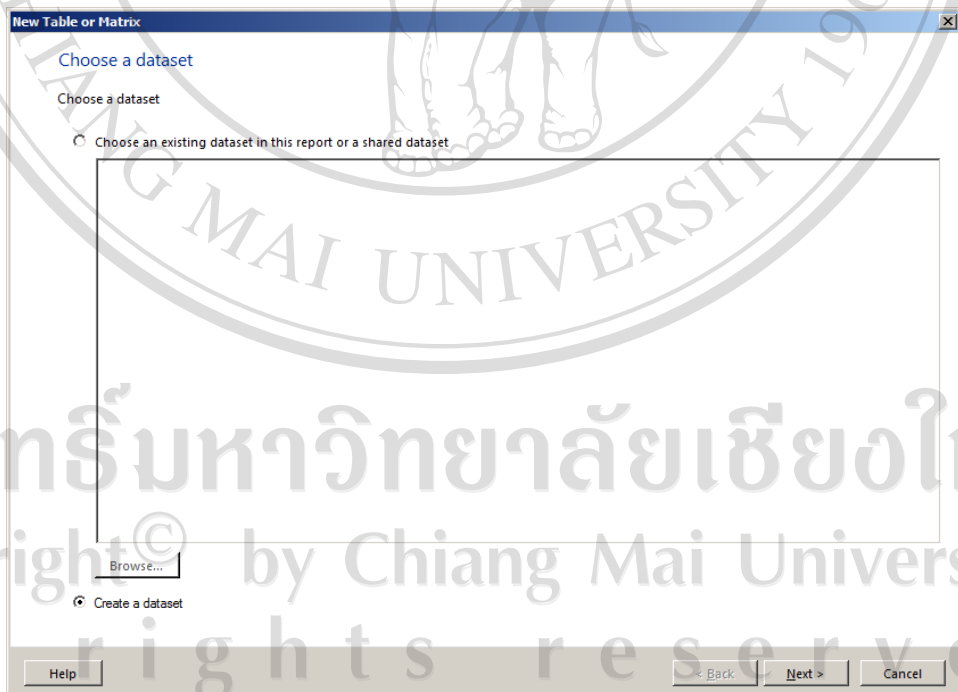 New Table or Matrix
Choose a dataset
Choose a dataset
Choose an existing dataset in this report or a shared dataset
MAI UNIVERSITY
มหาวิทยาลัยเชียงใ
Browse...
by Chiang Mai Univers
Create a dataset
rights reserv
Help
< Back
Next >
Cancel